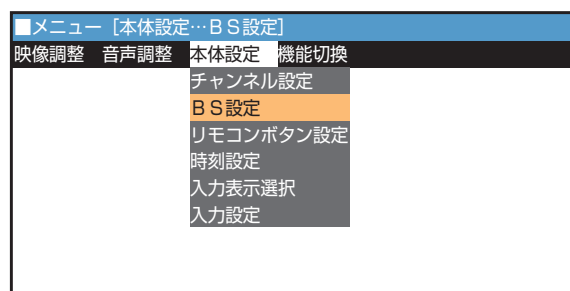 ■メニュー [本体設定…ＢＳ設定]
映像調整 音声調整 本体設定 機能切換
チャンネル設定
ＢＳ設定
リモコンボタン設定
時刻設定
入力表示選択
入力設定